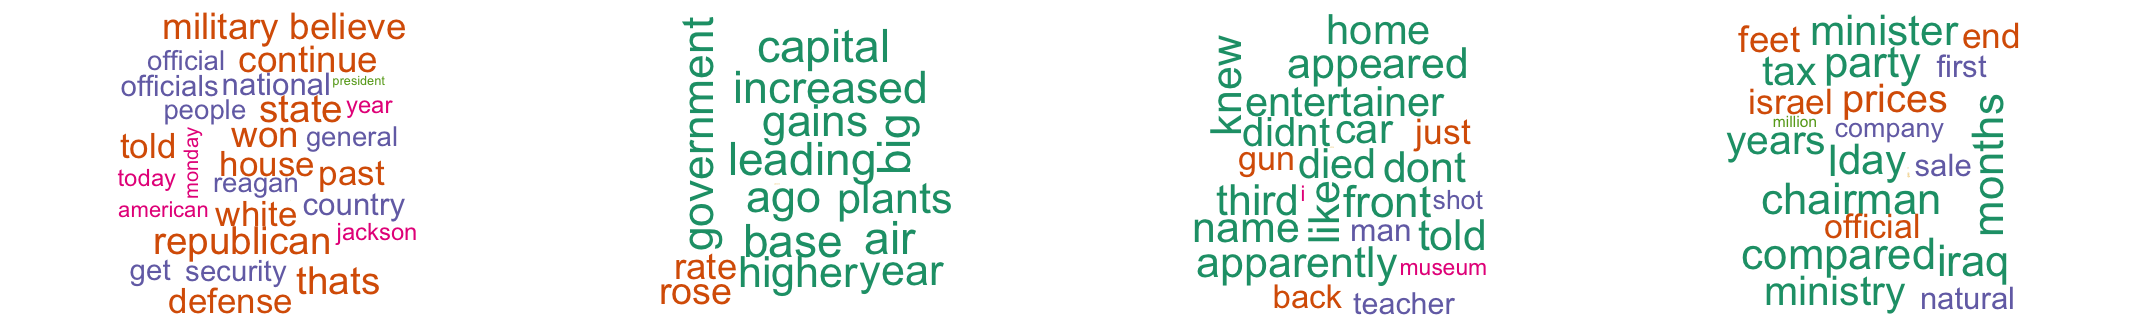 military believe
official continue
officials national president
people state year
told monday won general
house
today reagan past
american white country
republican jackson
get security thats
defense
government capital
increased
gains big
leading
ago plants
base air
rate higher year
rose
home
knew appeared
entertainer
didnt car just
gun died dont
third i like front shot
name man told
apparently museum
back teacher
feet minister end
tax party first
israel prices
million
years company months
lday sale
chairman
official
compared iraq
ministry natural